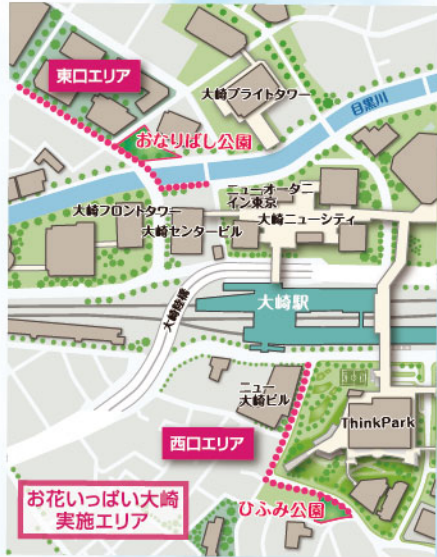 東口エリア
大崎ブライトタワー
目黒川
おなりばし公園
ニューオータニ
イン東京
大崎フロントタワー
大崎センタービル
大崎ニューシティ
大崎陸橋
大崎駅
ニュー
大崎ビル
ThinkPark
西口エリア
ひふみ公園
お花いっぱい大崎
実施エリア